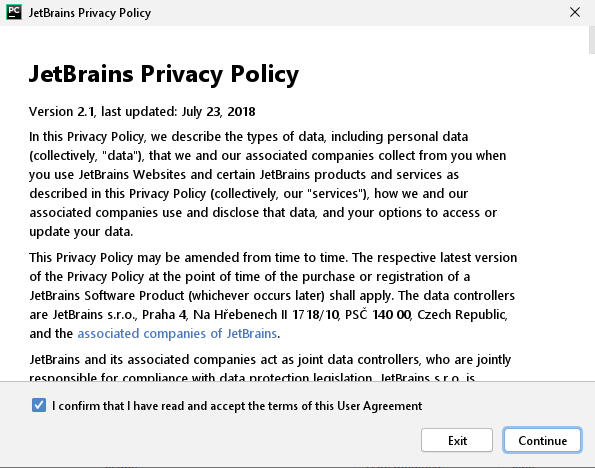 PC JetBrains Privacy Policy
JetBrains Privacy Policy
Version 2.1, last updated: July 23, 2018
In this Privacy Policy, we describe the types of data, including personal data
(collectively, "data"), that we and our associated companies collect from you when
you use JetBrains Websites and certain JetBrains products and services as
described in this Privacy Policy (collectively, our "services"), how we and our
associated companies use and disclose that data, and your options to access or
update your data.
This Privacy Policy may be amended from time to time. The respective latest version
of the Privacy Policy at the point of time of the purchase or registration of a
JetBrains Software Product (whichever occurs later) shall apply. The data controllers
are JetBrains s.r.o., Praha 4, Na Hřebenech II 1718/10, PSČ 140 00, Czech Republic,
and the associated companies of JetBrains.
JetBrains and its associated companies act as joint data controllers, who are jointly
responsible for compliance with data protection legislation. JetBrains s.r.o. is
I confirm that I have read and accept the terms of this User Agreement
Exit
Continue